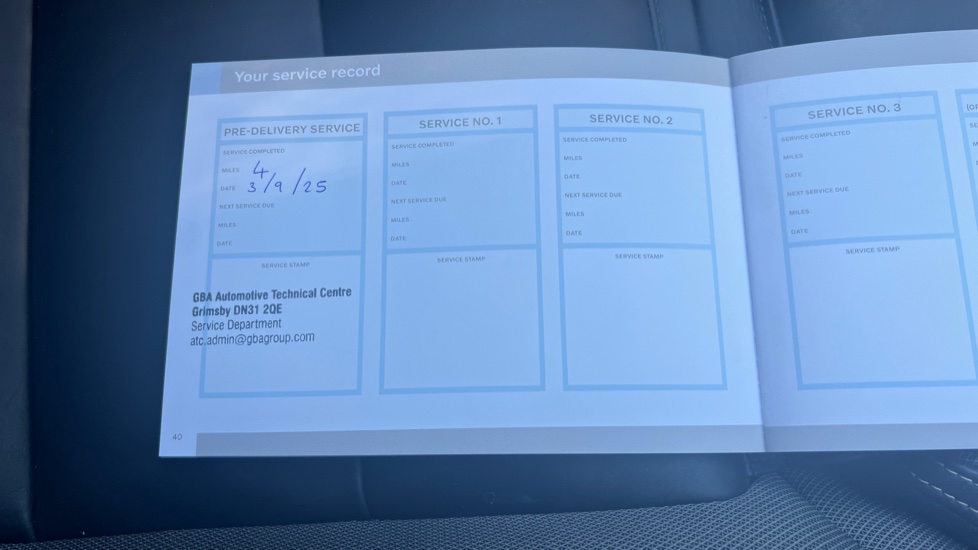 Your service record
PRE-DELIVERY SERVICE
SERVICE COMPLETED
MILES 4
DATE 3/9/25
NEXT SERVICE DUE
MILES
DATE
SERVICE STAMP
GBA Automotive Technical Centre
Grimsby DN31 2QE
Service Department
atc.admin@gbagroup.com
SERVICE NO. 1
SERVICE COMPLETED
MILES
DATE
NEXT SERVICE DUE
MILES
DATE
SERVICE STAMP
SERVICE NO. 2
SERVICE COMPLETED
MILES
DATE
NEXT SERVICE DUE
MILES
DATE
SERVICE STAMP
40
SERVICE NO. 3
SERVICE COMPLETED
MILES
DATE
NEXT SERVICE DUE
MILES
DATE
SERVICE STAMP